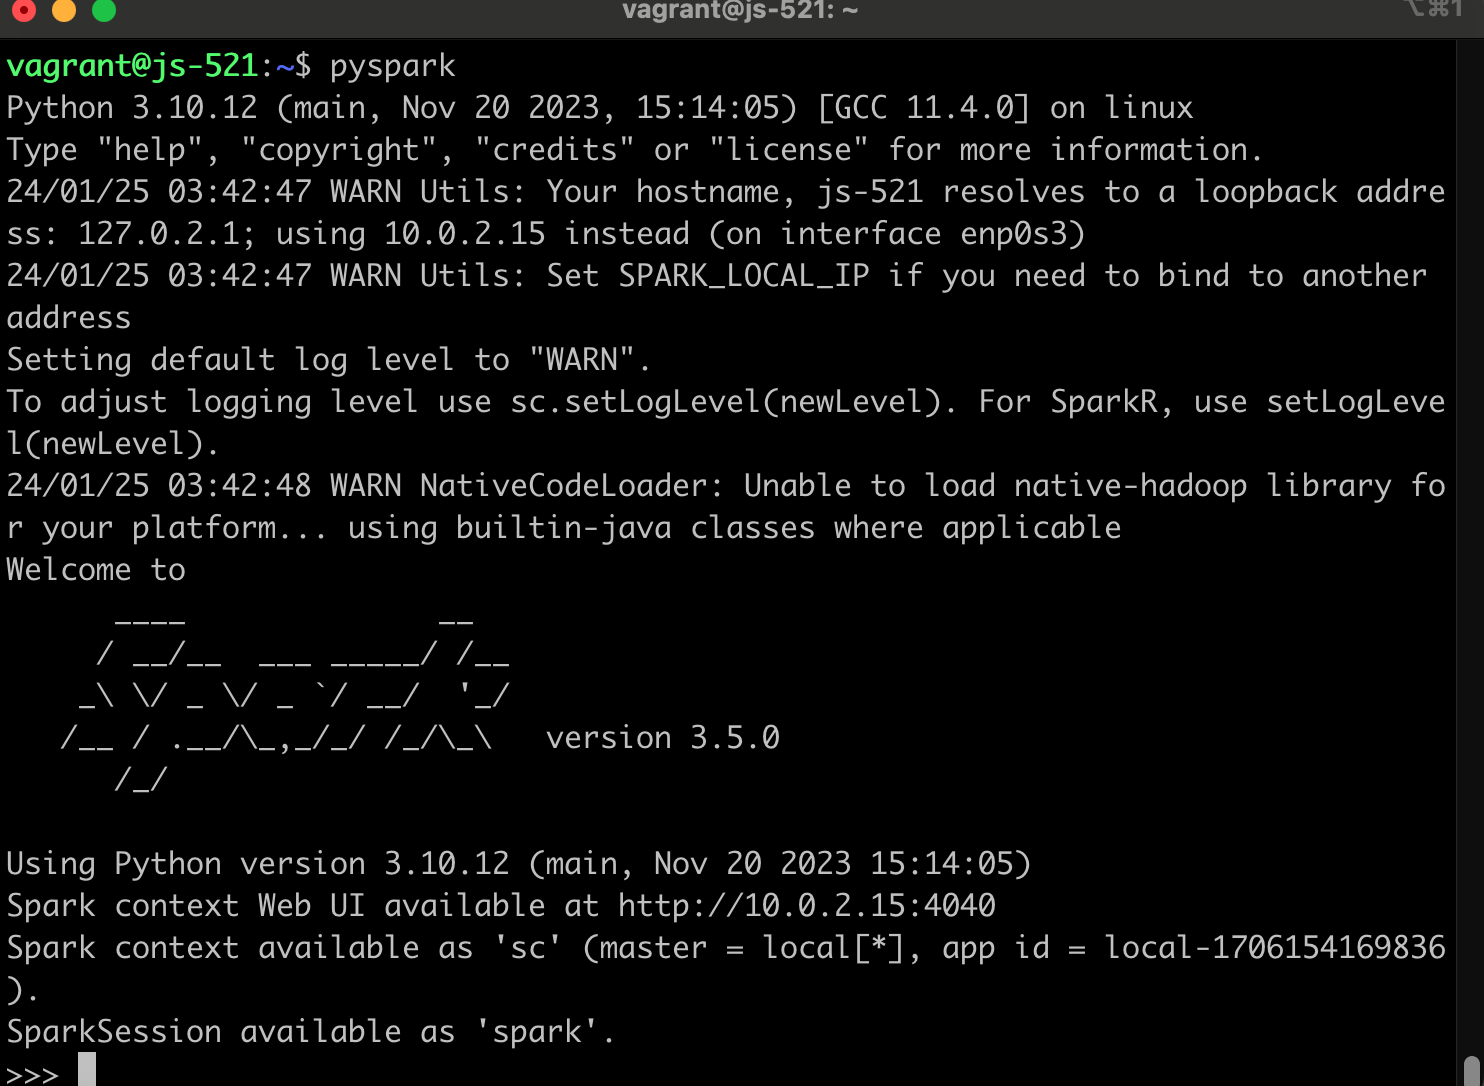 vagrant@js-521: ~
⌥⌘1
vagrant@js-521:~$ pyspark
Python 3.10.12 (main, Nov 20 2023, 15:14:05) [GCC 11.4.0] on linux
Type "help", "copyright", "credits" or "license" for more information.
24/01/25 03:42:47 WARN Utils: Your hostname, js-521 resolves to a loopback addre
ss: 127.0.2.1; using 10.0.2.15 instead (on interface enp0s3)
24/01/25 03:42:47 WARN Utils: Set SPARK_LOCAL_IP if you need to bind to another
address
Setting default log level to "WARN".
To adjust logging level use sc.setLogLevel(newLevel). For SparkR, use setLogLeve
l(newLevel).
24/01/25 03:42:48 WARN NativeCodeLoader: Unable to load native-hadoop library fo
r your platform... using builtin-java classes where applicable
Welcome to
      ____              __
     / __/__  ___ _____/ /__
    _\ \/ _ \/ _ `/ __/  '_/
   /__ / .__/\_,_/_/ /_/\_\   version 3.5.0
      /_/
Using Python version 3.10.12 (main, Nov 20 2023 15:14:05)
Spark context Web UI available at http://10.0.2.15:4040
Spark context available as 'sc' (master = local[*], app id = local-1706154169836
).
SparkSession available as 'spark'.
>>>